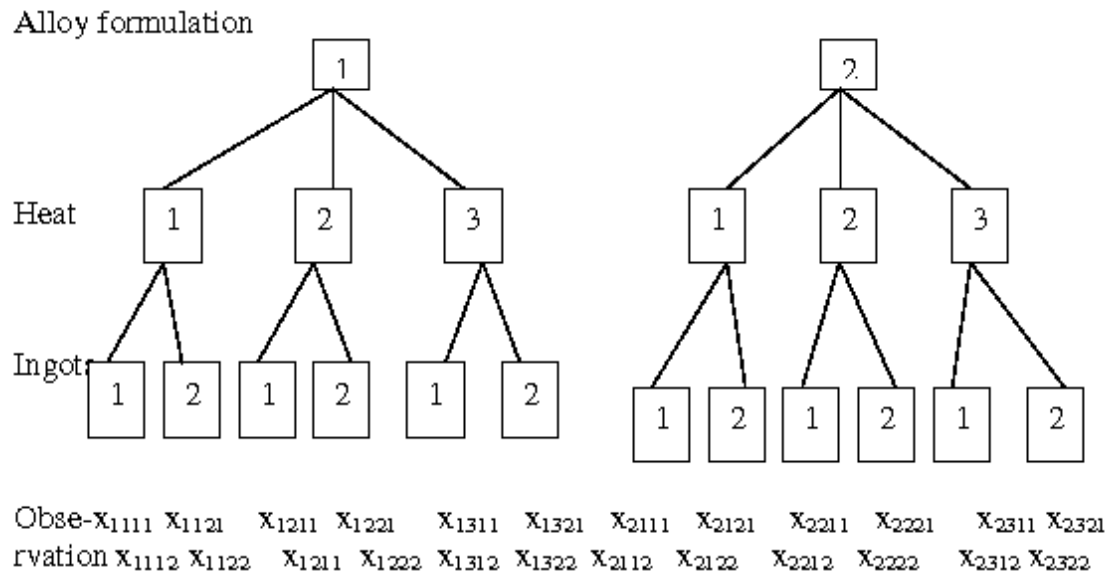 Alloy formulation
1 2
Heat 1 2 3 1 2 3
Ingots 1 2 1 2 1 2 1 2 1 2 1 2
Obse-x1111 x1121 x1211 x1221 x1311 x1321 x2111 x2121 x2211 x2221 x2311 x2321
rvation x1112 x1122 x1211 x1222 x1312 x1322 x2112 x2122 x2212 x2222 x2312 x2322